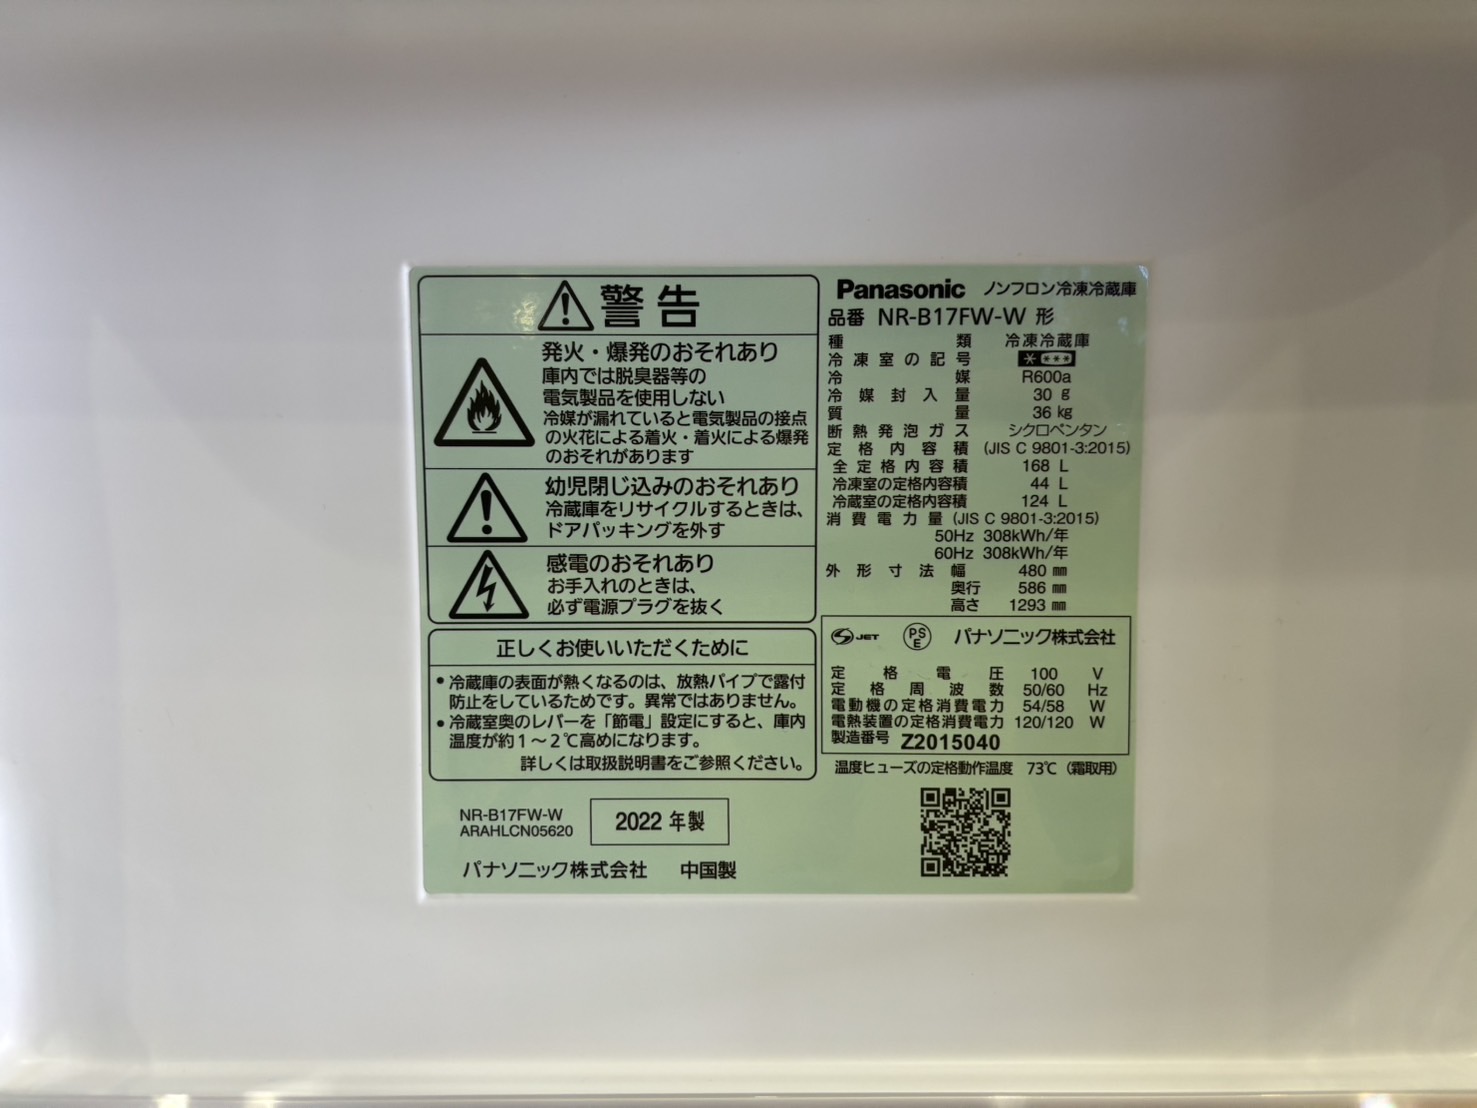 警告
発火・爆発のおそれあり
庫内では脱臭器等の
電気製品を使用しない
冷媒が漏れていると電気製品の接点
の火花による着火・着火による爆発
のおそれがあります
幼児閉じ込みのおそれあり
冷蔵庫をリサイクルするときは、
ドアパッキングを外す
感電のおそれあり
お手入れのときは、
必ず電源プラグを抜く
正しくお使いいただくために
•冷蔵庫の表面が熱くなるのは、放熱パイプで露付
防止をしているためです。異常ではありません。
•冷蔵室奥のレバーを「節電」設定にすると、庫内
温度が約1～2℃高めになります。
詳しくは取扱説明書をご参照ください。
NR-B17FW-W
ARAHLCN05620
2022 年製
パナソニック株式会社 中国製
Panasonic ノンフロン冷凍冷蔵庫
品番 NR-B17FW-W 形
種類 冷凍冷蔵庫
冷凍室の記号 * ***
冷媒 R600a
冷媒封入量 30 g
質量 36 kg
断熱発泡ガス シクロペンタン
定格内容積 (JIS C 9801-3:2015)
全定格内容積 168 L
冷凍室の定格内容積 44 L
冷蔵室の定格内容積 124 L
消費電力量 (JIS C 9801-3:2015)
50Hz 308kWh/年
60Hz 308kWh/年
外形寸法 幅 480 mm
奥行 586 mm
高さ 1293 mm
S JET PSE パナソニック株式会社
定格電圧 100 V
定格周波数 50/60 Hz
電動機の定格消費電力 54/58 W
電熱装置の定格消費電力 120/120 W
製造番号 Z2015040
温度ヒューズの定格動作温度 73℃ (霜取用)